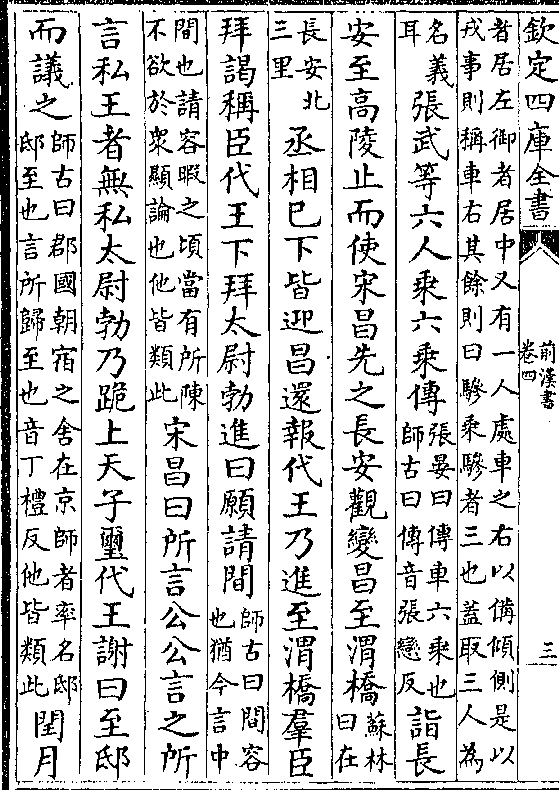 欽定四庫全書
前漢書
卷四
三
者居左御者居中又有一人處車之右以備傾側是以
戎事則稱車右其餘則曰驂乘驂者三也蓋取三人為
名義
耳
張武等六人乘六乘傳
張晏曰傳車六乘也
師古曰傳音張戀反
詣長
安至高陵止而使宋昌先之長安觀變昌至渭橋
蘇林
曰在
長安北
三里
丞相已下皆迎昌還報代王乃進至渭橋羣臣
拜謁稱臣代王下拜太尉勃進曰願請間
師古曰間容
也猶今言中
間也請容暇之頃當有所陳
不欲於衆顯論也他皆類此
宋昌曰所言公公言之所
言私王者無私太尉勃乃跪上天子璽代王謝曰至邸
而議之
師古曰郡國朝宿之舍在京師者率名邸
邸至也言所歸至也音丁禮反他皆類此
閏月